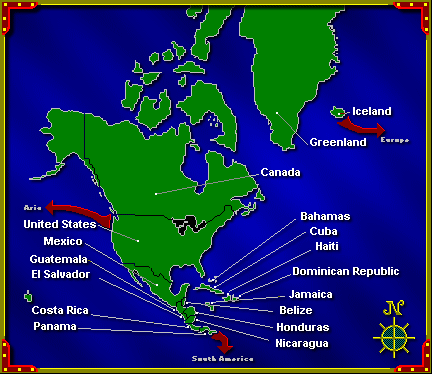 Iceland
Europe
Greenland
Canada
Asia
United States
Bahamas
Mexico
Cuba
Guatemala
Haiti
El Salvador
Dominican Republic
Jamaica
Costa Rica
Belize
Panama
Honduras
Nicaragua
N
South America